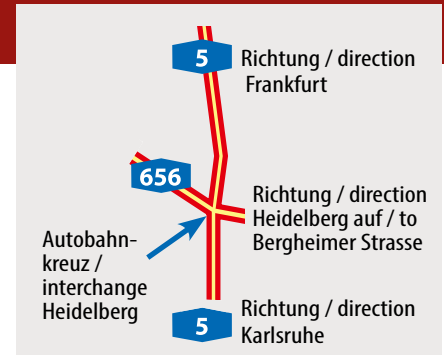 5
Richtung / direction
Frankfurt
656
Richtung / direction
Heidelberg auf / to
Bergheimer Strasse
Autobahn-
kreuz /
interchange
Heidelberg
5
Richtung / direction
Karlsruhe